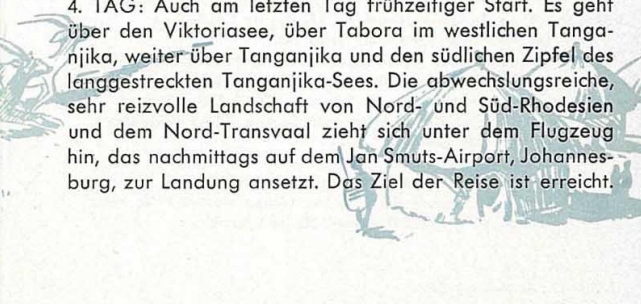 4. TAG: Auch am letzten Tag frühzeitiger Start. Es geht
über den Viktoriasee, über Tabora im westlichen Tanga-
njika, weiter über Tanganjika und den südlichen Zipfel des
langgestreckten Tanganjika-Sees. Die abwechslungsreiche,
sehr reizvolle Landschaft von Nord- und Süd-Rhodesien
und dem Nord-Transvaal zieht sich unter dem Flugzeug
hin, das nachmittags auf dem Jan Smuts-Airport, Johannes-
burg, zur Landung ansetzt. Das Ziel der Reise ist erreicht.